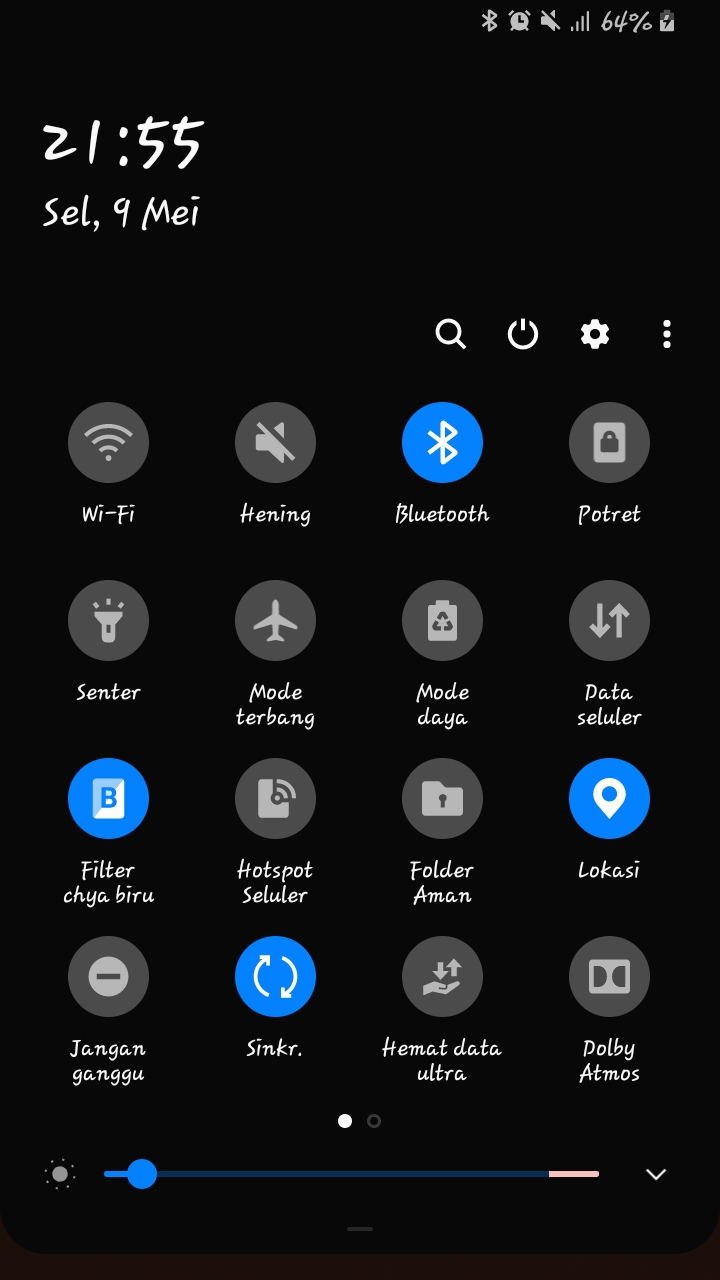 64%
21:55
Sel, 9 Mei
Wi-Fi
Hening
Bluetooth
Potret
Senter
Mode
terbang
Mode
daya
Data
seluler
B
Filter
chya biru
Hotspot
Seluler
Folder
Aman
Lokasi
Jangan
ganggu
Sinkr.
Hemat data
ultra
Dolby
Atmos